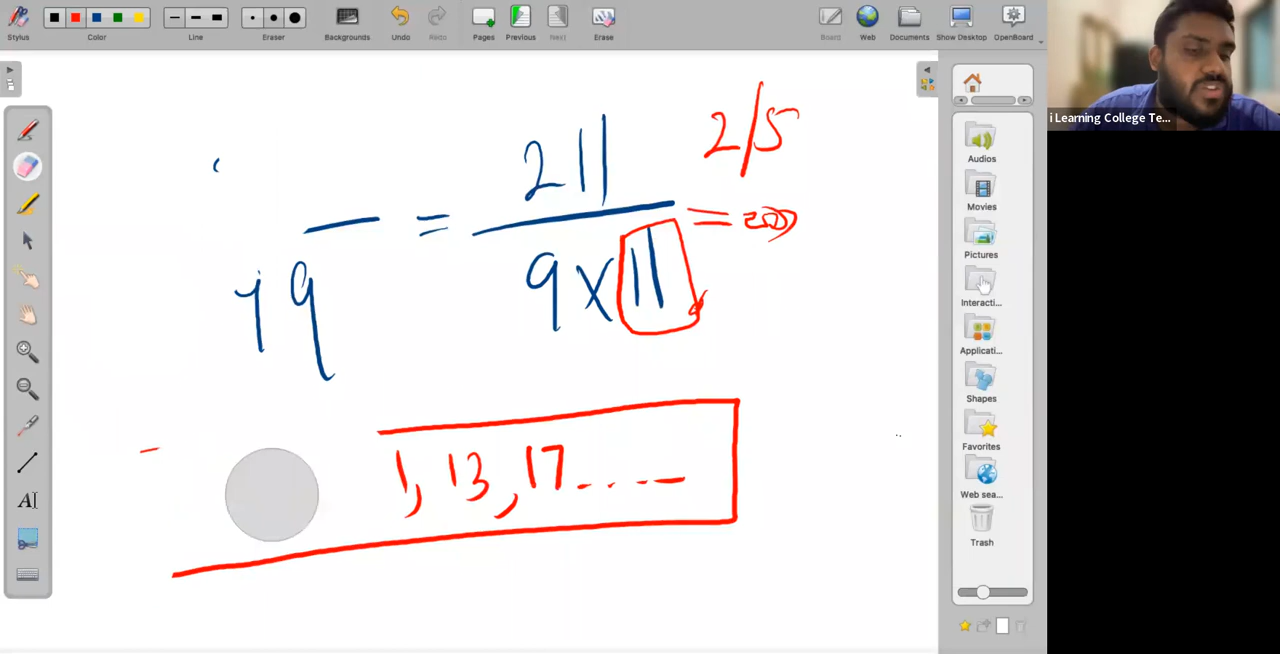 Stylus
Color
Line
Eraser
Backgrounds
Undo
Redo
Pages
Previous
Next
Erase
Board
Web
Documents
Show Desktop
OpenBoard
i Learning College Te...
211
2/5
=
=
9 x 11
1, 13, 17.....
Audios
Movies
Pictures
Interacti...
Applicati...
Shapes
Favorites
Web sea...
Trash